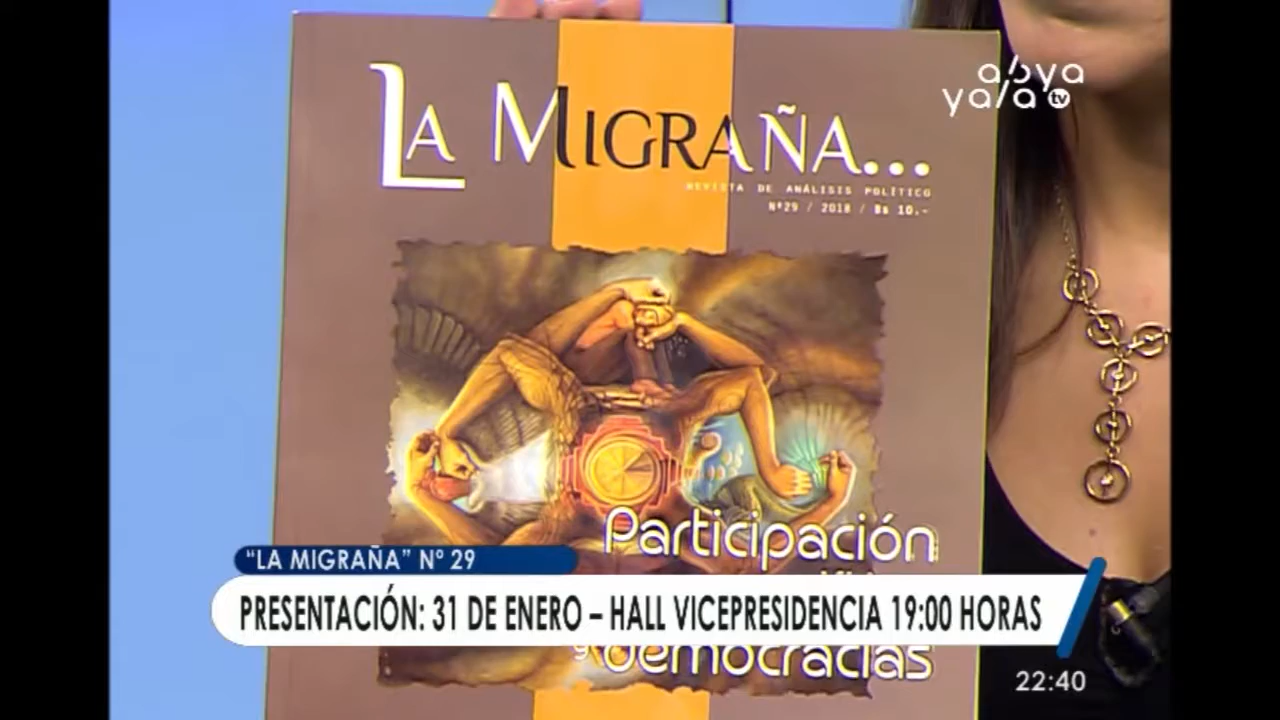 LA MIGRAÑA...
REVISTA DE ANÁLISIS POLÍTICO
Nº29 / 2018 / Bs 10.-
abya
yala tv
Participación
"LA MIGRAÑA" Nº 29
PRESENTACIÓN: 31 DE ENERO – HALL VICEPRESIDENCIA 19:00 HORAS
y democracias
22:40